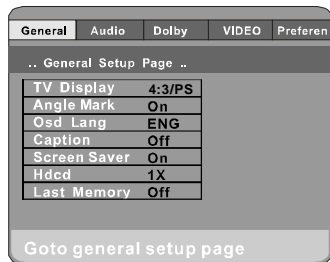 General Audio Dolby VIDEO Preferen
.. General Setup Page ..
TV Display 4:3/PS
Angle Mark On
Osd Lang ENG
Caption Off
Screen Saver On
Hdcd 1X
Last Memory Off
Goto general setup page